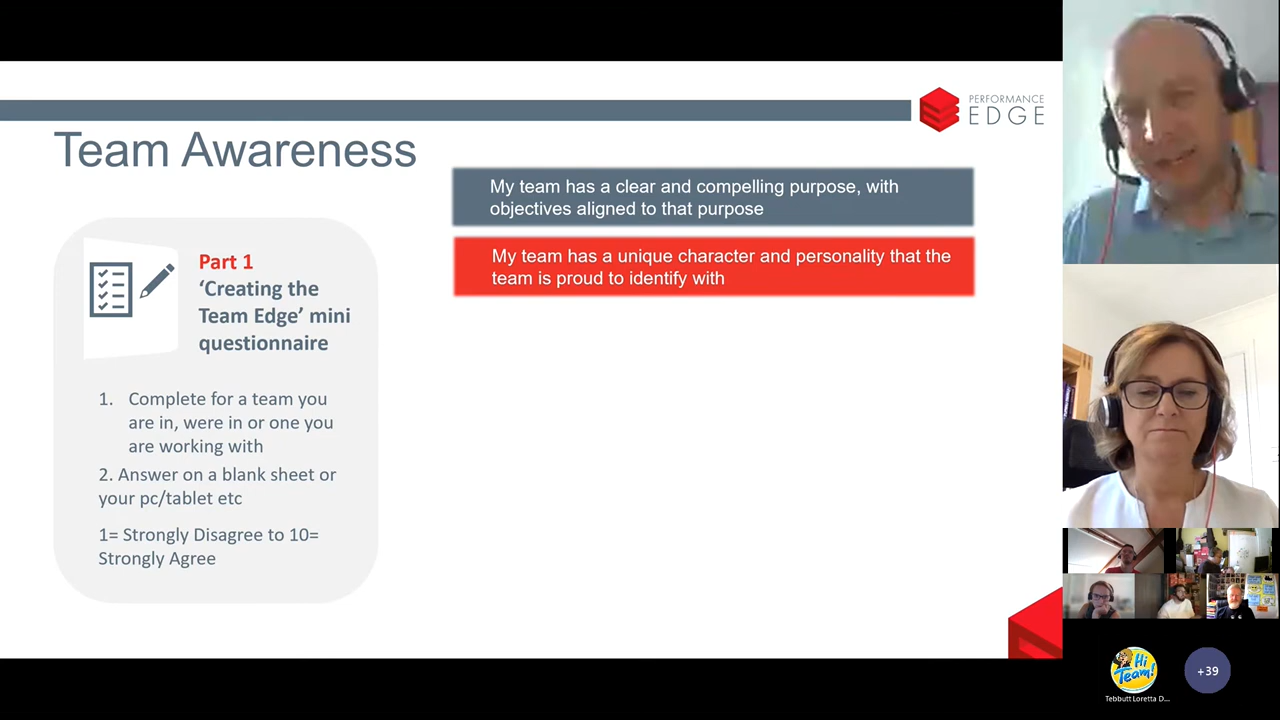 PERFORMANCE
EDGE
Team Awareness
My team has a clear and compelling purpose, with
objectives aligned to that purpose
My team has a unique character and personality that the
team is proud to identify with
Part 1
‘Creating the
Team Edge’ mini
questionnaire
1. Complete for a team you
are in, were in or one you
are working with
2. Answer on a blank sheet or
your pc/tablet etc
1= Strongly Disagree to 10=
Strongly Agree
Hi
Team!
Tebbutt Loretta D...
+39